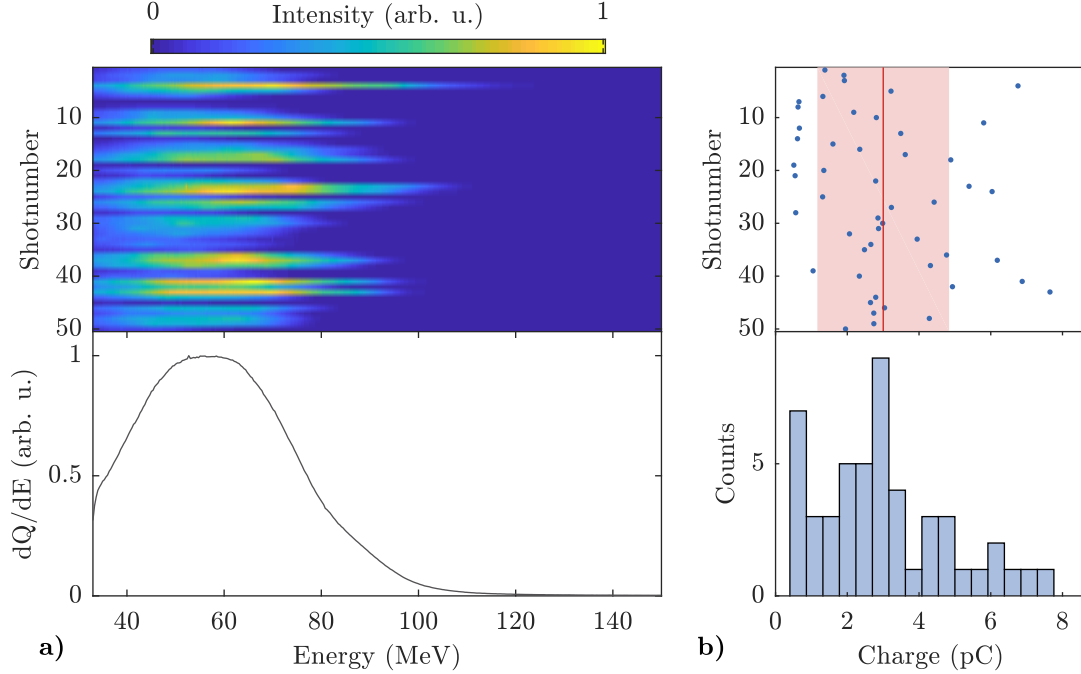 0 Intensity (arb. u.) 1
Shotnumber
10
20
30
40
50
dQ/dE (arb. u.)
1
0.5
0
40 60 80 100 120 140
Energy (MeV)
a)
Shotnumber
10
20
30
40
50
Counts
5
0
0 2 4 6 8
Charge (pC)
b)